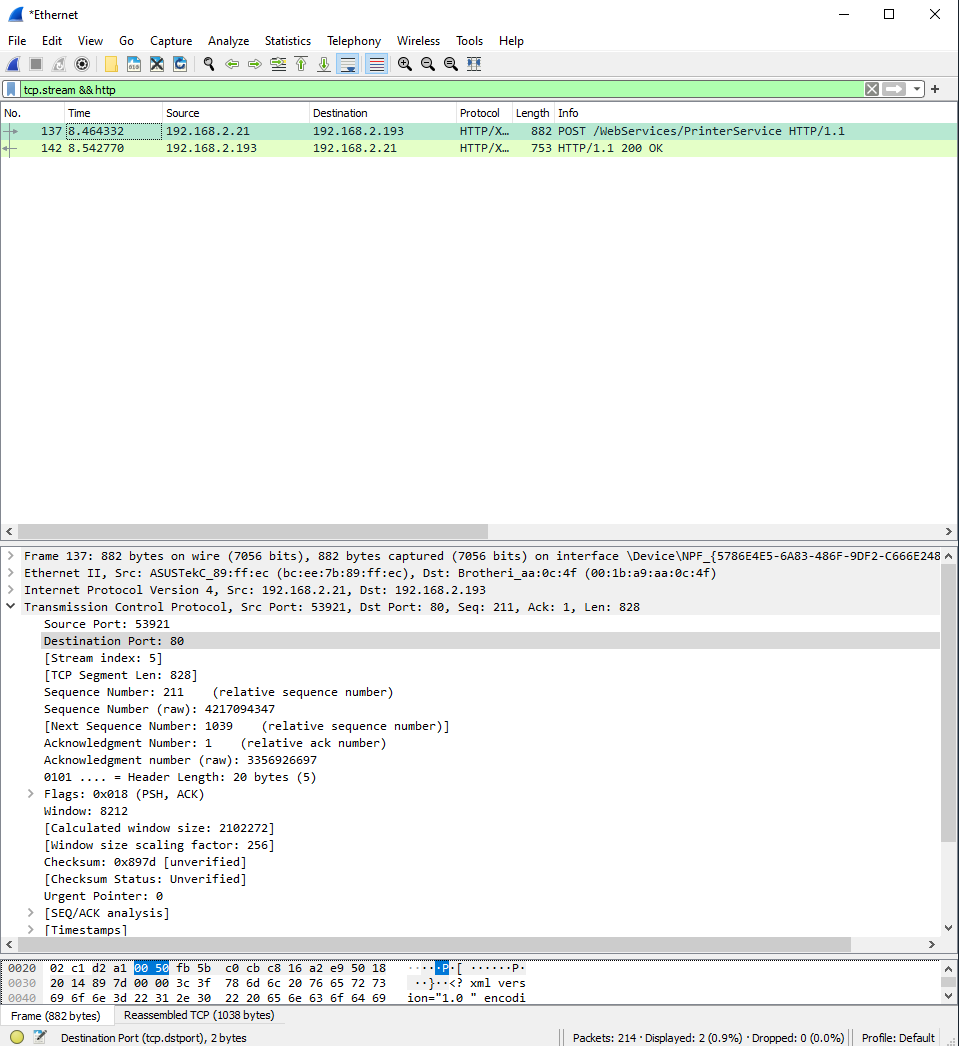 *Ethernet
File Edit View Go Capture Analyze Statistics Telephony Wireless Tools Help
tcp.stream && http
No. Time Source Destination Protocol Length Info
137 8.464332 192.168.2.21 192.168.2.193 HTTP/X… 882 POST /WebServices/PrinterService HTTP/1.1
142 8.542770 192.168.2.193 192.168.2.21 HTTP/X… 753 HTTP/1.1 200 OK
Frame 137: 882 bytes on wire (7056 bits), 882 bytes captured (7056 bits) on interface \Device\NPF_{5786E4E5-6A83-486F-9DF2-C666E248
Ethernet II, Src: ASUSTekC_89:ff:ec (bc:ee:7b:89:ff:ec), Dst: Brotheri_aa:0c:4f (00:1b:a9:aa:0c:4f)
Internet Protocol Version 4, Src: 192.168.2.21, Dst: 192.168.2.193
Transmission Control Protocol, Src Port: 53921, Dst Port: 80, Seq: 211, Ack: 1, Len: 828
Source Port: 53921
Destination Port: 80
[Stream index: 5]
[TCP Segment Len: 828]
Sequence Number: 211 (relative sequence number)
Sequence Number (raw): 4217094347
[Next Sequence Number: 1039 (relative sequence number)]
Acknowledgment Number: 1 (relative ack number)
Acknowledgment number (raw): 3356926697
0101 .... = Header Length: 20 bytes (5)
Flags: 0x018 (PSH, ACK)
Window: 8212
[Calculated window size: 2102272]
[Window size scaling factor: 256]
Checksum: 0x897d [unverified]
[Checksum Status: Unverified]
Urgent Pointer: 0
[SEQ/ACK analysis]
[Timestamps]
0020 02 c1 d2 a1 00 50 fb 5b c0 cb c8 16 a2 e9 50 18 ·····P·[ ······P·
0030 20 14 89 7d 00 00 3c 3f 78 6d 6c 20 76 65 72 73 ··}··<? xml vers
0040 69 6f 6e 3d 22 31 2e 30 22 20 65 6e 63 6f 64 69 ion="1.0 " encodi
Frame (882 bytes) Reassembled TCP (1038 bytes)
Destination Port (tcp.dstport), 2 bytes Packets: 214 · Displayed: 2 (0.9%) · Dropped: 0 (0.0%) Profile: Default